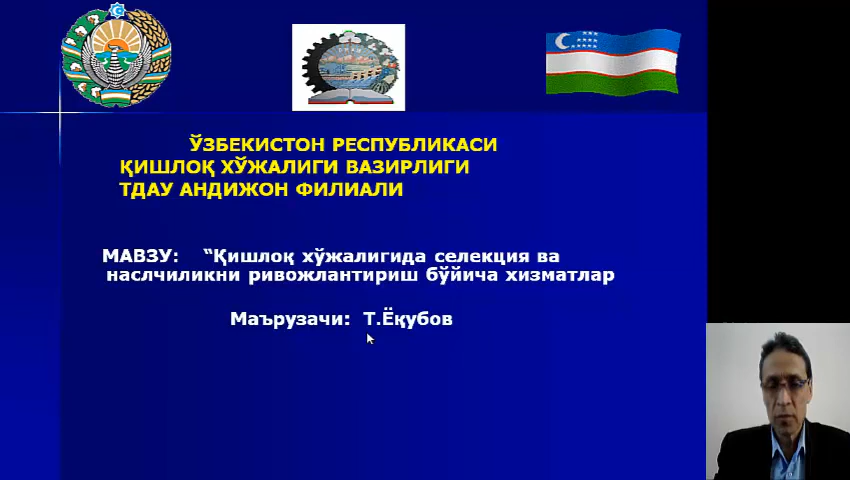 ЎЗБЕКИСТОН РЕСПУБЛИКАСИ
ҚИШЛОҚ ХЎЖАЛИГИ ВАЗИРЛИГИ
ТДАУ АНДИЖОН ФИЛИАЛИ
МАВЗУ: “Қишлоқ хўжалигида селекция ва
наслчиликни ривожлантириш бўйича хизматлар
Маърузачи: Т.Ёқубов